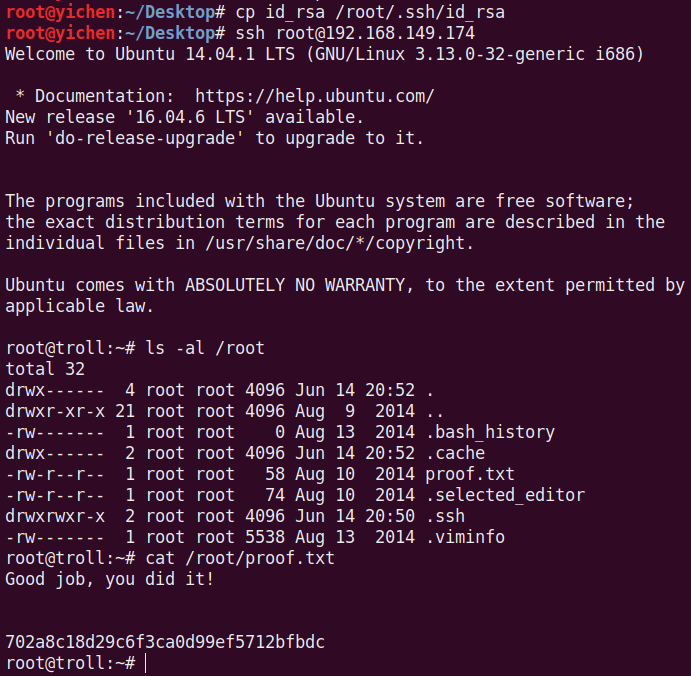 root@yichen:~/Desktop# cp id_rsa /root/.ssh/id_rsa
root@yichen:~/Desktop# ssh root@192.168.149.174
Welcome to Ubuntu 14.04.1 LTS (GNU/Linux 3.13.0-32-generic i686)
 * Documentation:  https://help.ubuntu.com/
New release '16.04.6 LTS' available.
Run 'do-release-upgrade' to upgrade to it.
The programs included with the Ubuntu system are free software;
the exact distribution terms for each program are described in the
individual files in /usr/share/doc/*/copyright.
Ubuntu comes with ABSOLUTELY NO WARRANTY, to the extent permitted by
applicable law.
root@troll:~# ls -al /root
total 32
drwx------  4 root root 4096 Jun 14 20:52 .
drwxr-xr-x 21 root root 4096 Aug  9  2014 ..
-rw-------  1 root root    0 Aug 13  2014 .bash_history
drwx------  2 root root 4096 Jun 14 20:52 .cache
-rw-r--r--  1 root root   58 Aug 10  2014 proof.txt
-rw-r--r--  1 root root   74 Aug 10  2014 .selected_editor
drwxrwxr-x  2 root root 4096 Jun 14 20:50 .ssh
-rw-------  1 root root 5538 Aug 13  2014 .viminfo
root@troll:~# cat /root/proof.txt
Good job, you did it!
702a8c18d29c6f3ca0d99ef5712bfbdc
root@troll:~#